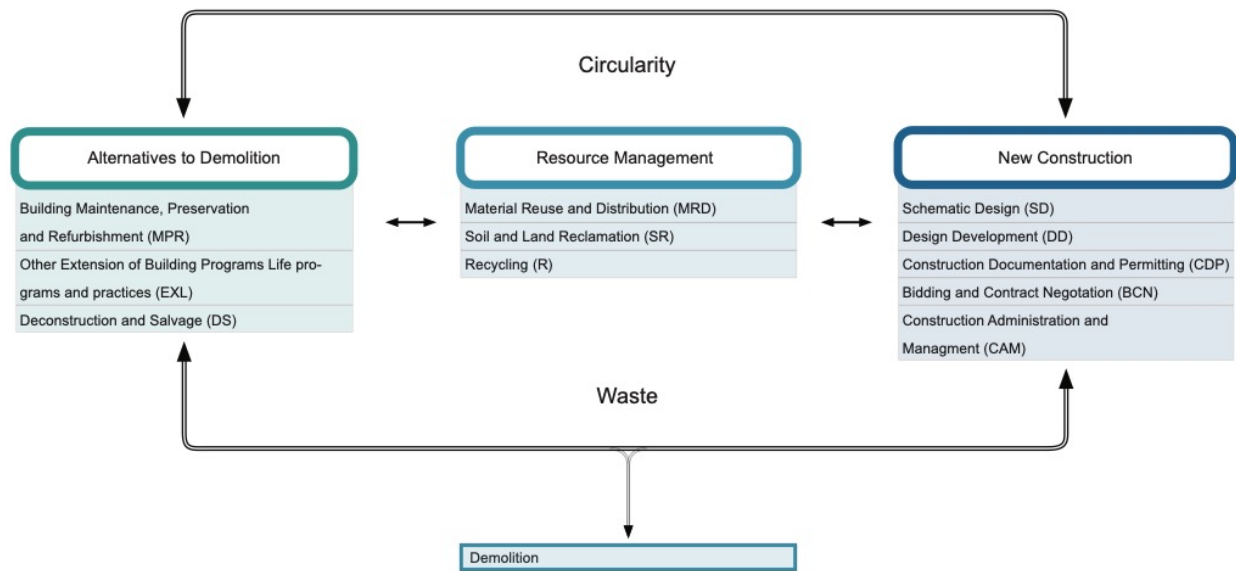 Circularity
Alternatives to Demolition
Building Maintenance, Preservation
and Refurbishment (MPR)
Other Extension of Building Programs Life pro-
grams and practices (EXL)
Deconstruction and Salvage (DS)
Resource Management
Material Reuse and Distribution (MRD)
Soil and Land Reclamation (SR)
Recycling (R)
New Construction
Schematic Design (SD)
Design Development (DD)
Construction Documentation and Permitting (CDP)
Bidding and Contract Negotation (BCN)
Construction Administration and
Managment (CAM)
Waste
Demolition